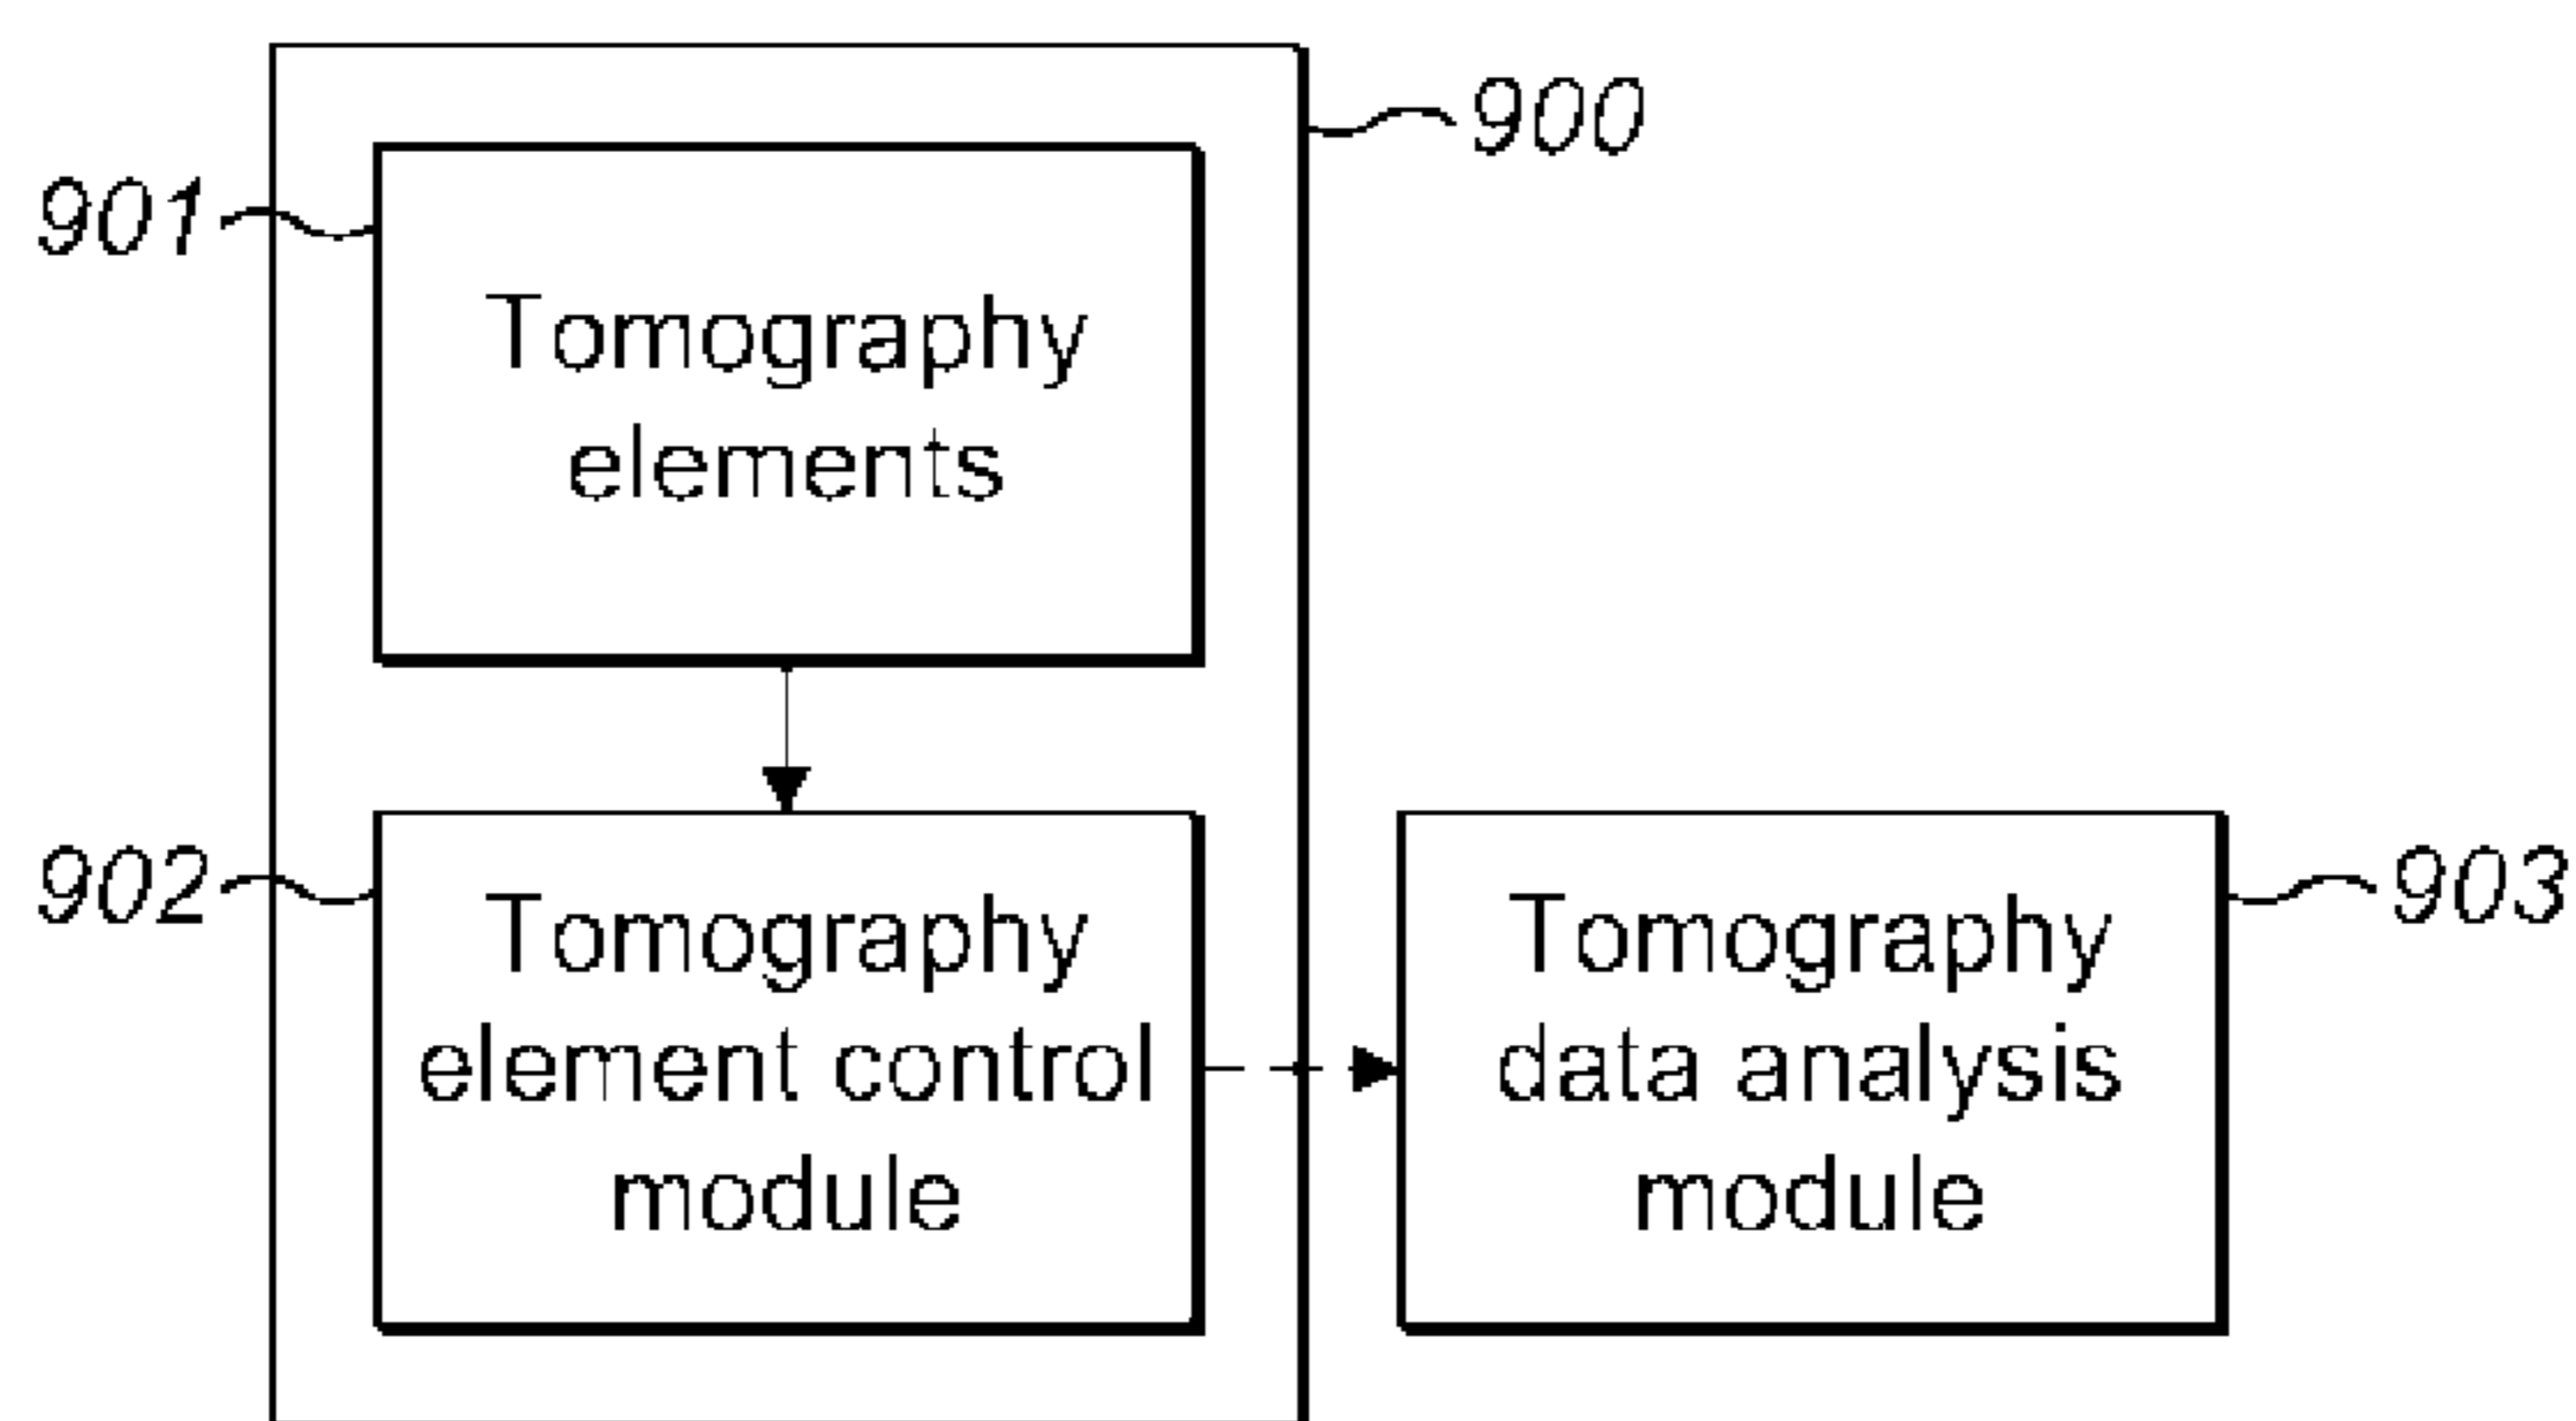 900
901
Tomography
elements
902
Tomography
element control
module
903
Tomography
data analysis
module